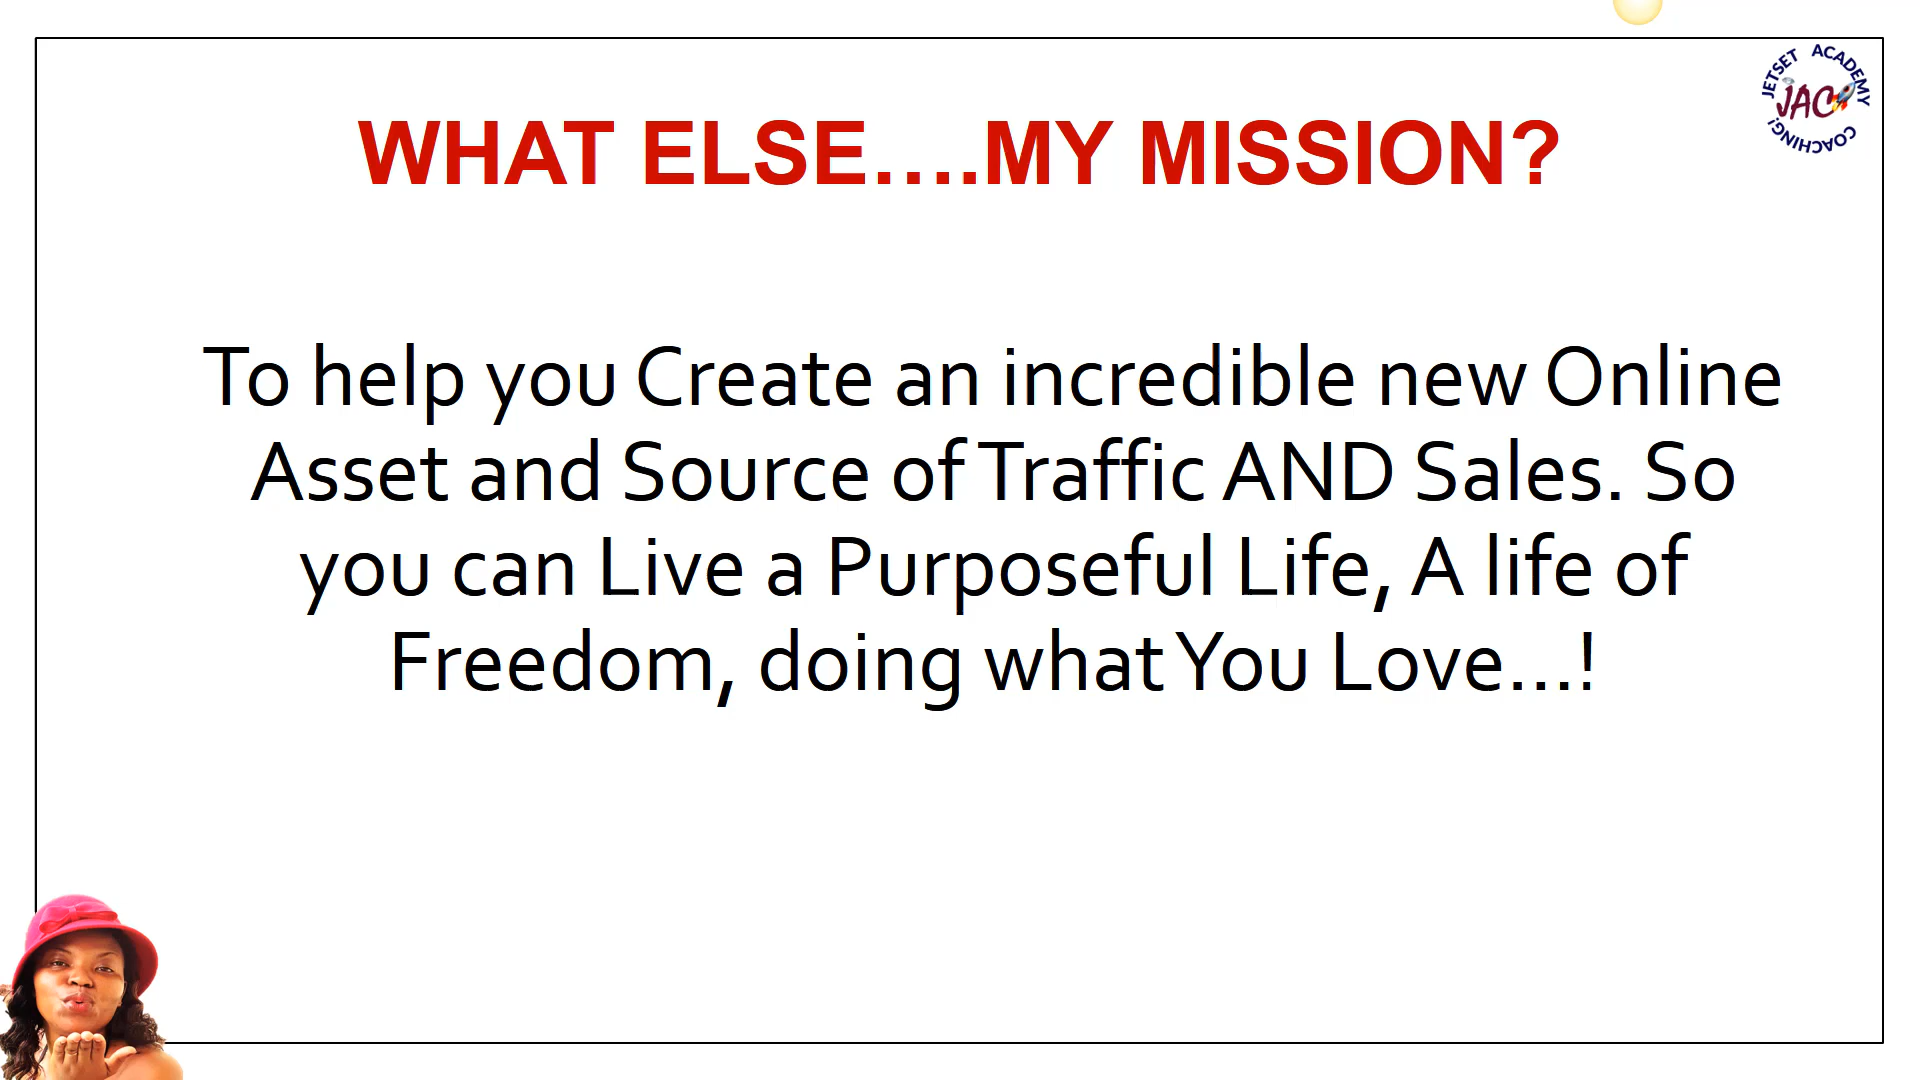 JETSET ACADEMY
JAC
COACHING!
WHAT ELSE….MY MISSION?
To help you Create an incredible new Online
Asset and Source of Traffic AND Sales. So
you can Live a Purposeful Life, A life of
Freedom, doing what You Love…!